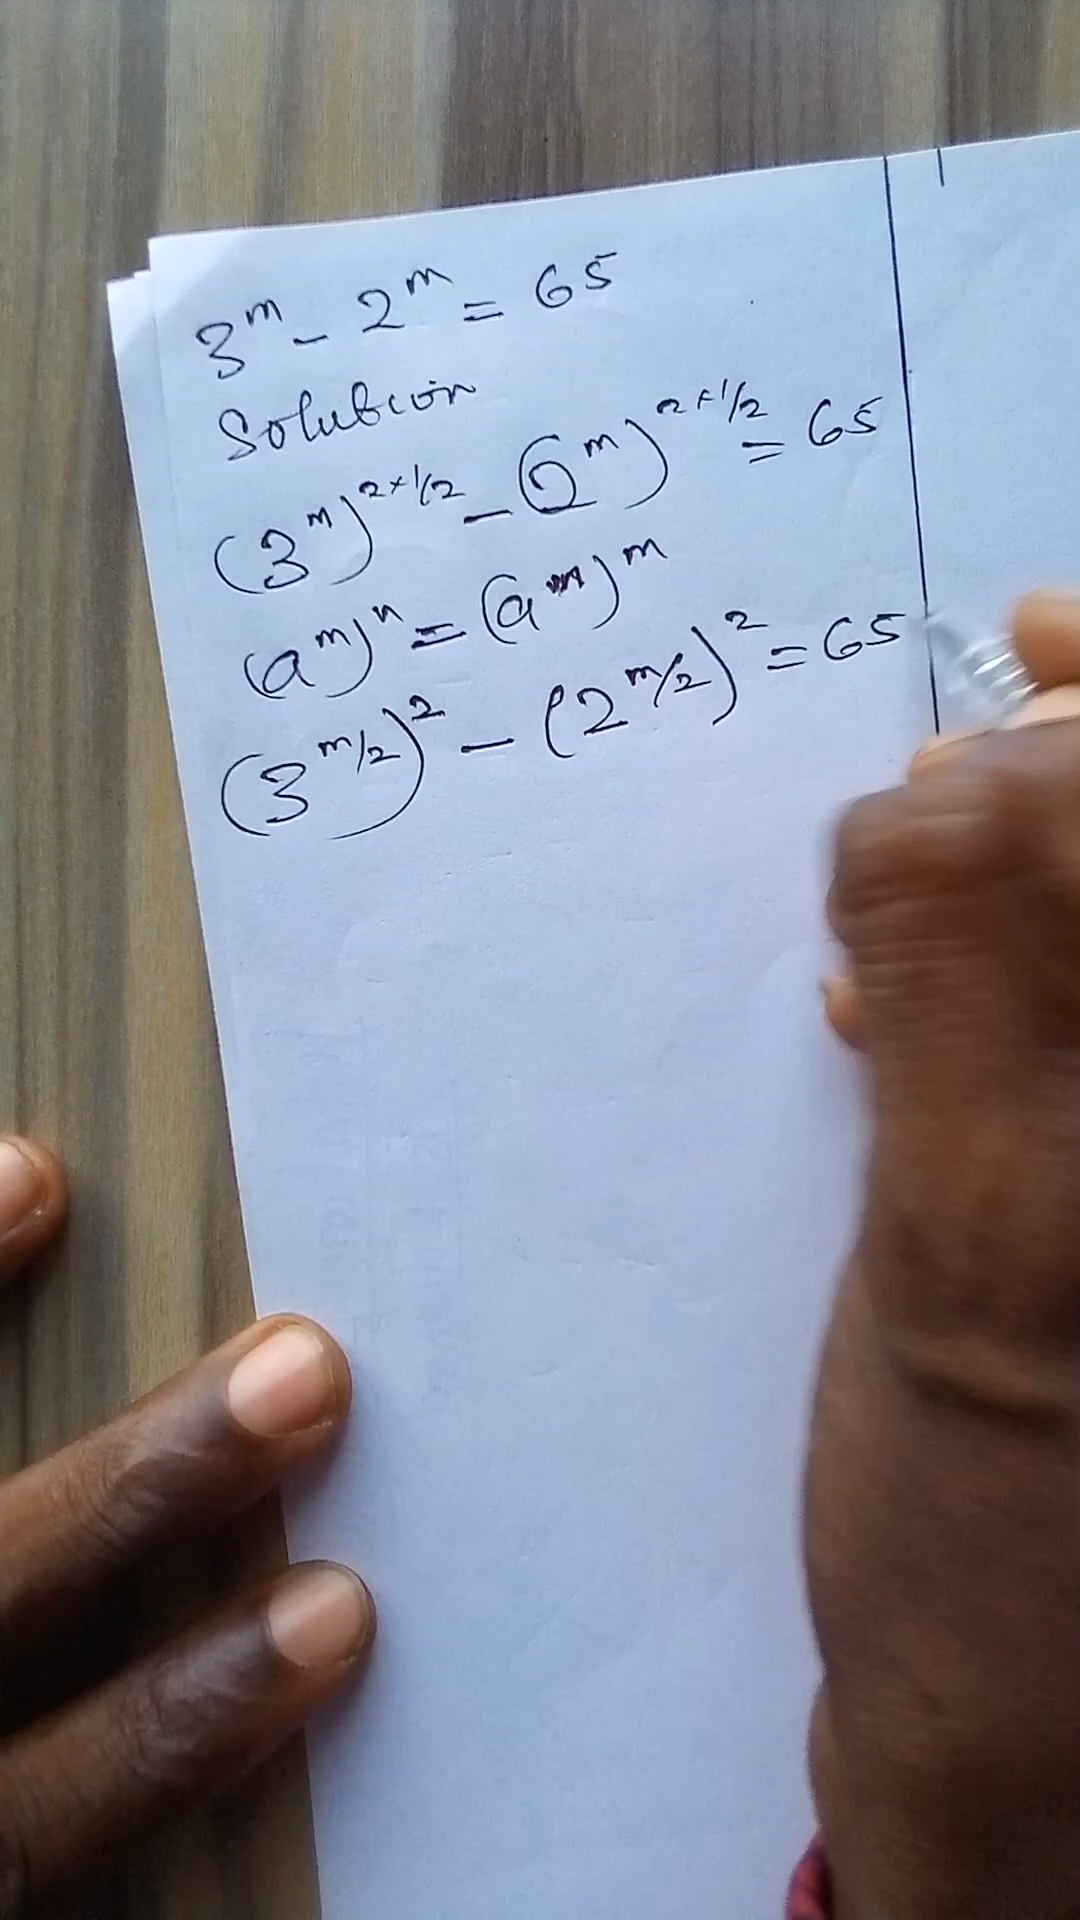 3^m - 2^m = 65
Solution
(3^m)^2×1/2 - (2^m)^2×1/2 = 65
(a^m)^n = (a^m)^m
(3^m/2)^2 - (2^m/2)^2 = 65